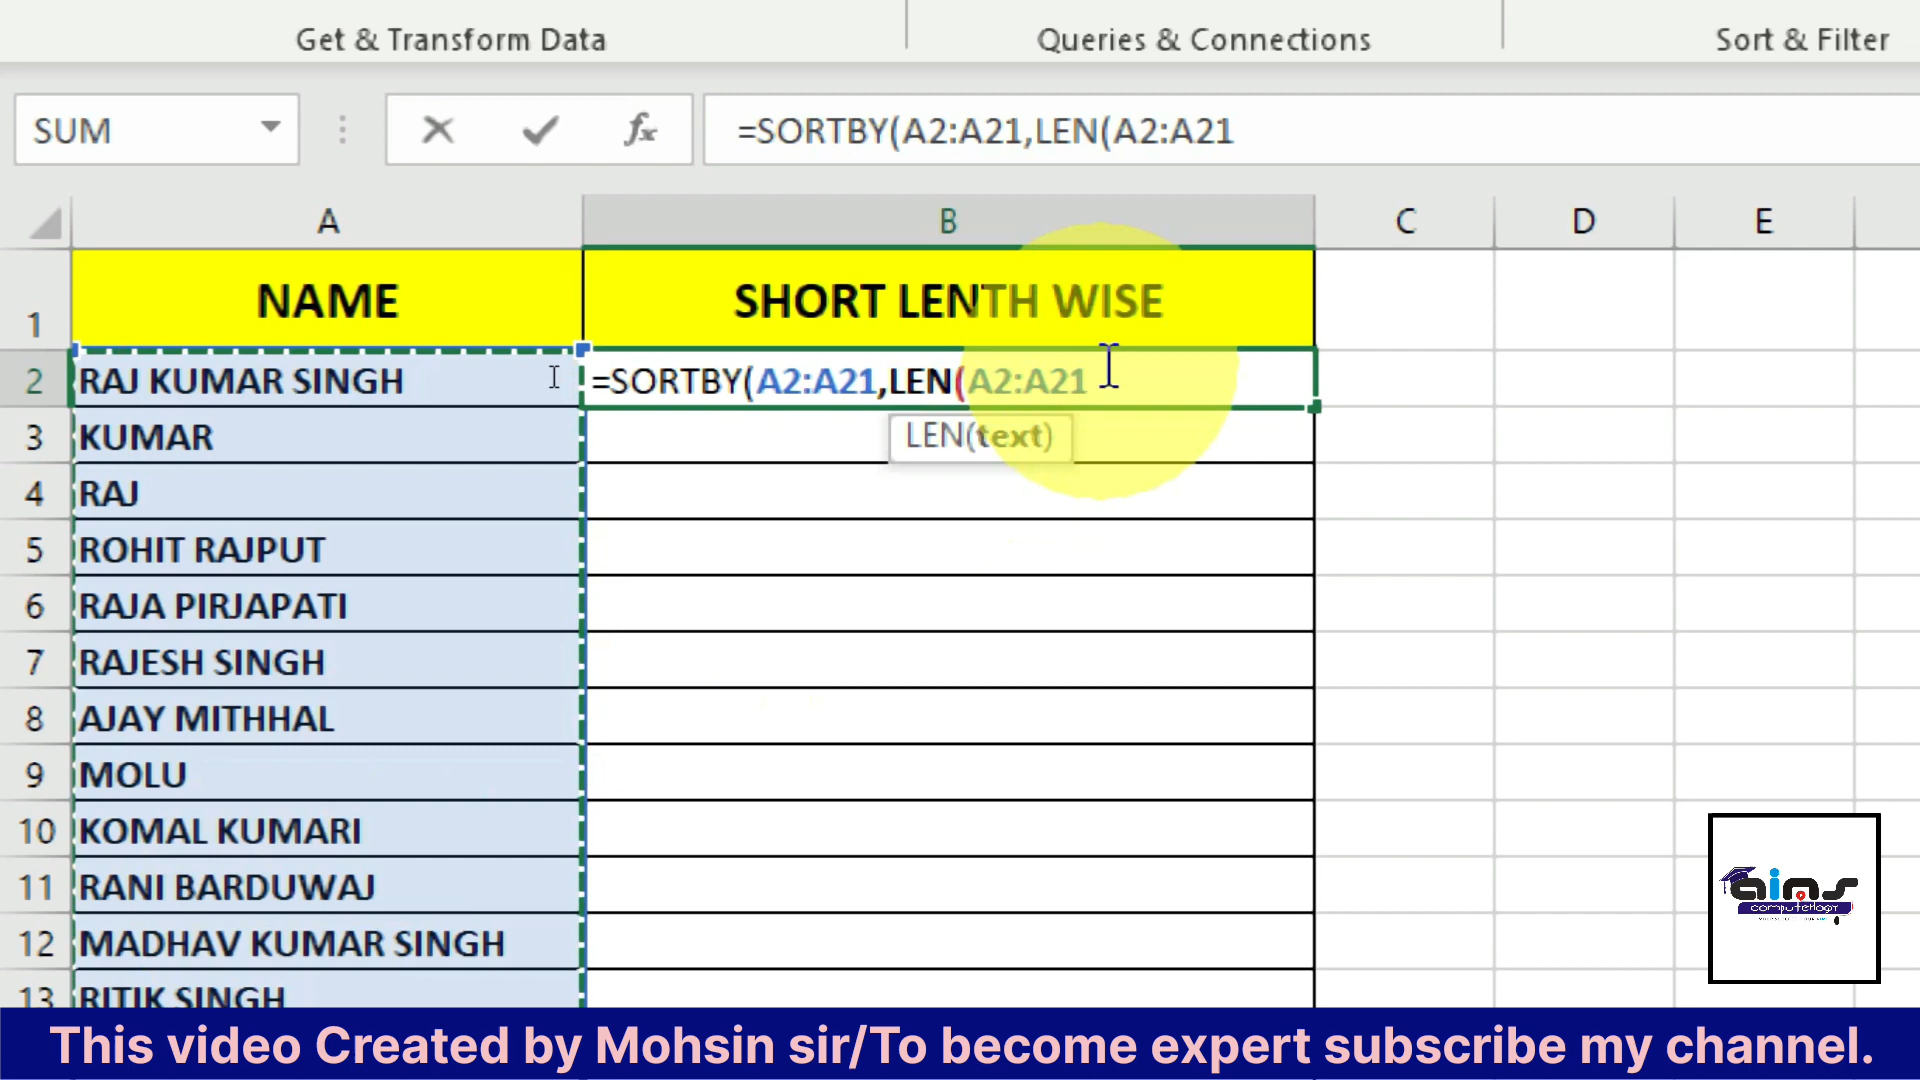 Get & Transform Data
Queries & Connections
Sort & Filter
SUM
fx
=SORTBY(A2:A21,LEN(A2:A21
A B C D E
1 NAME SHORT LENTH WISE
2 RAJ KUMAR SINGH =SORTBY(A2:A21,LEN(A2:A21
LEN(text)
3 KUMAR
4 RAJ
5 ROHIT RAJPUT
6 RAJA PIRJAPATI
7 RAJESH SINGH
8 AJAY MITHHAL
9 MOLU
10 KOMAL KUMARI
11 RANI BARDUWAJ
12 MADHAV KUMAR SINGH
13 RITIK SINGH
aims
computerlogy
This video Created by Mohsin sir/To become expert subscribe my channel.